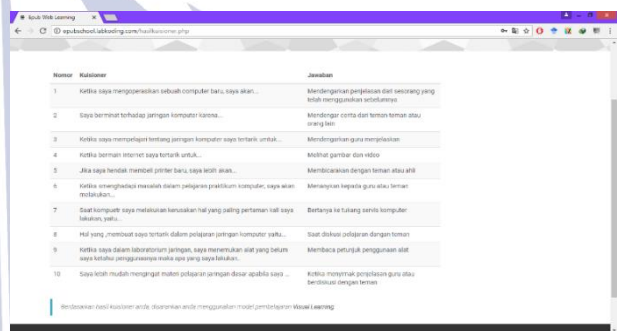 Epub Web Learning
epubschool.labkoding.com/hasilkuisioner.php
Nomor Kuisioner Jawaban
1 Ketika saya mengoperasikan sebuah computer baru, saya akan... Mendengarkan penjelasan dari seseorang yang
telah menggunakan sebelumnya
2 Saya berminat terhadap jaringan komputer karena... Mendengar cerita dari teman teman atau
orang lain
3 Ketika saya mempelajari tentang jaringan komputer saya tertarik untuk... Mendengarkan guru menjelaskan
4 Ketika bermain internet saya tertarik untuk... Melihat gambar dan video
5 Jika saya hendak membeli printer baru, saya lebih akan... Membicarakan dengan teman atau ahli
6 Ketika smenghadapi masalah dalam pelajaran praktikum komputer, saya akan
melakukan... Menanyakan kepada guru atau teman
7 Saat komputr saya melakukan kerusakan hal yang paling pertaman kali saya
lakukan, yaitu... Bertanya ke tukang servis komputer
8 Hal yang ,membuat saya tertarik dalam pelajaran jaringan komputer yaitu... Saat diskusi pelajaran dengan teman
9 Ketika saya dalam laboratorium jaringan, saya menemukan alat yang belum
saya ketahui penggunaanya maka apa yang saya lakukan. Membaca petunjuk penggunaan alat
10 Saya lebih mudah mengingat materi pelajaran jaringan dasar apabila saya ... Ketika menyimak penjelasan guru atau
berdiskusi dengan teman
Berdasarkan hasil kuisioner anda, disarankan anda menggunakan model pembelajaran Visual Learning